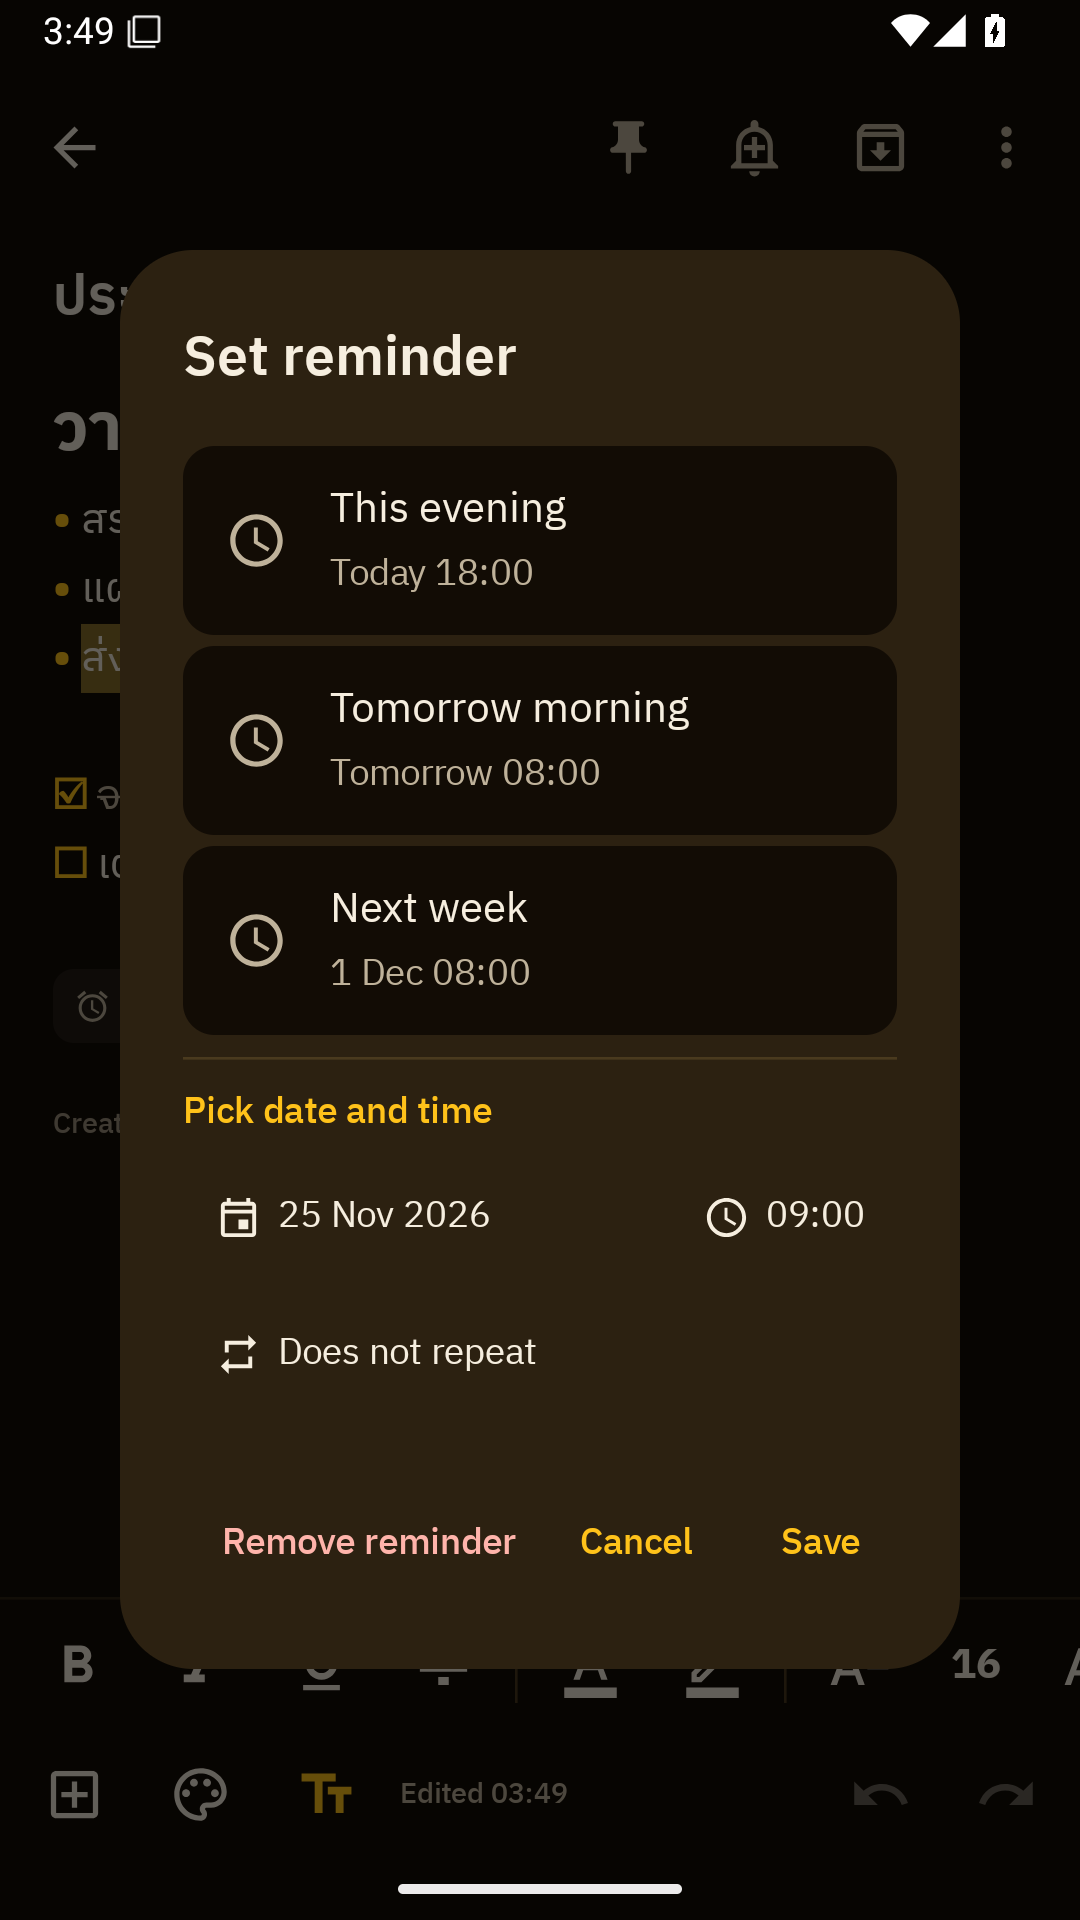 3:49
Set reminder
This evening
Today 18:00
Tomorrow morning
Tomorrow 08:00
Next week
1 Dec 08:00
Pick date and time
25 Nov 2026
09:00
Does not repeat
Remove reminder
Cancel
Save
B
16
Edited 03:49